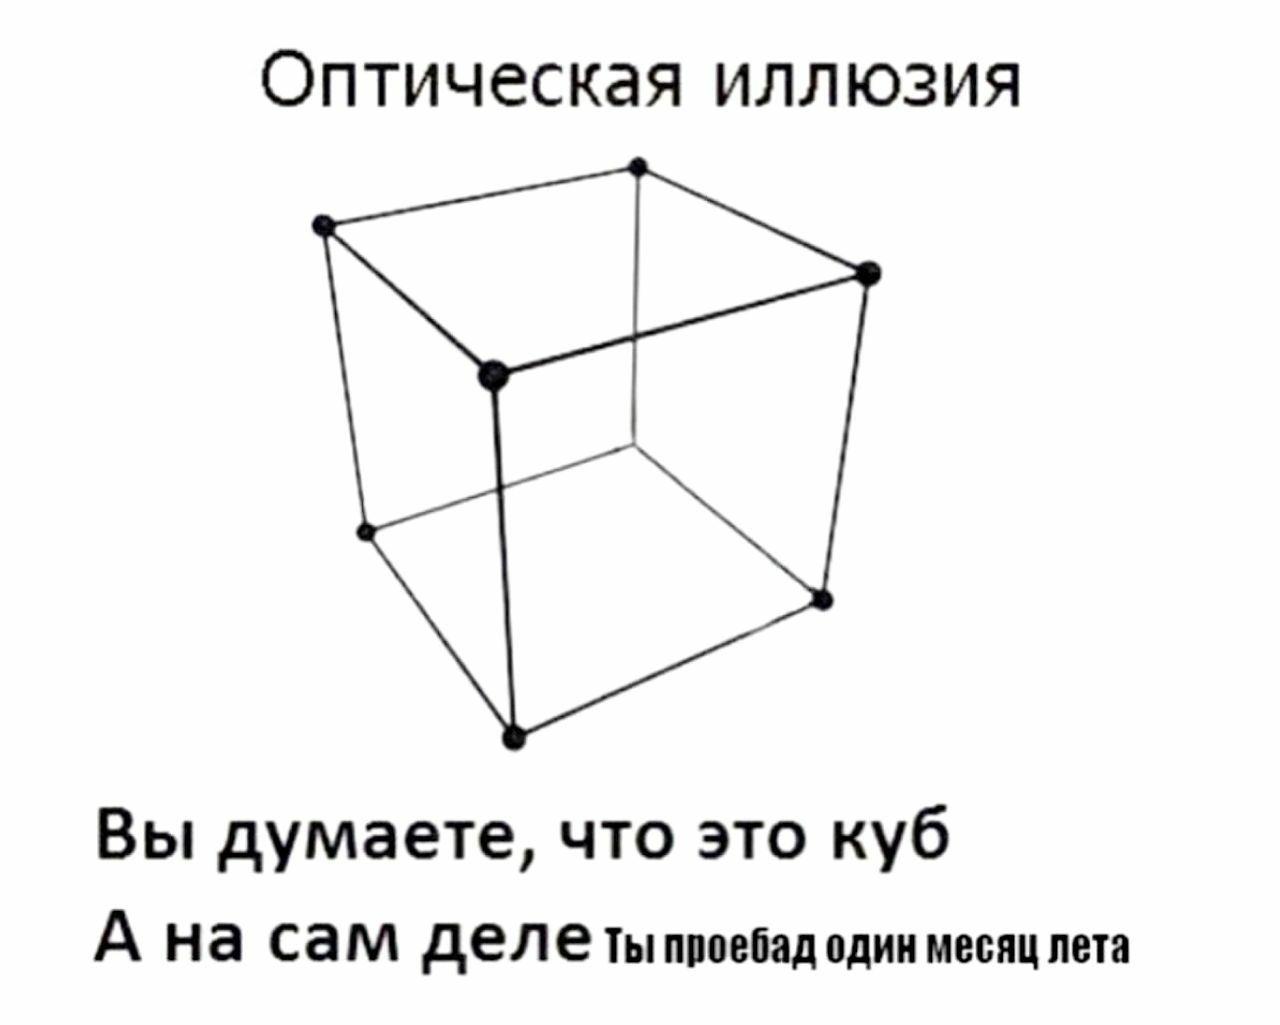 Оптическая иллюзия
Вы думаете, что это куб
А на сам деле Ты проебад один месяц лета